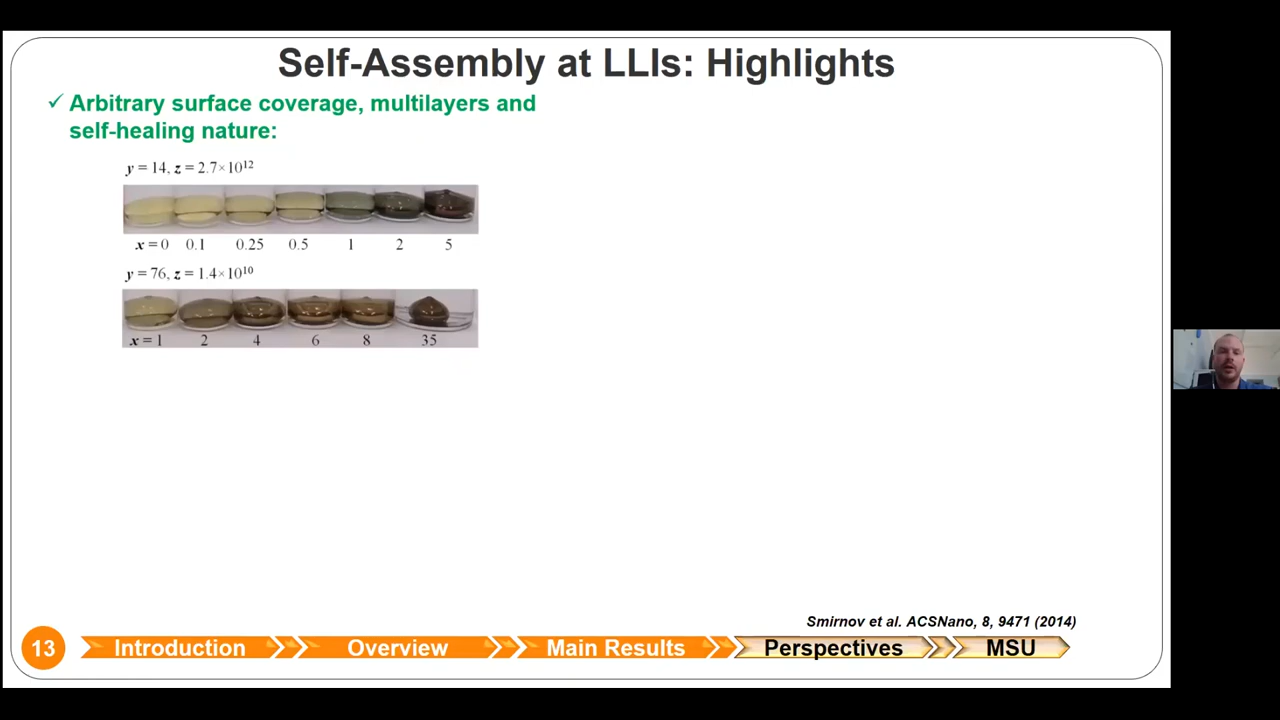 Self-Assembly at LLIs: Highlights
✓ Arbitrary surface coverage, multilayers and
self-healing nature:
y = 14, z = 2.7×10¹²
x = 0 0.1 0.25 0.5 1 2 5
y = 76, z = 1.4×10¹⁰
x = 1 2 4 6 8 35
Smirnov et al. ACSNano, 8, 9471 (2014)
13 Introduction Overview Main Results Perspectives MSU